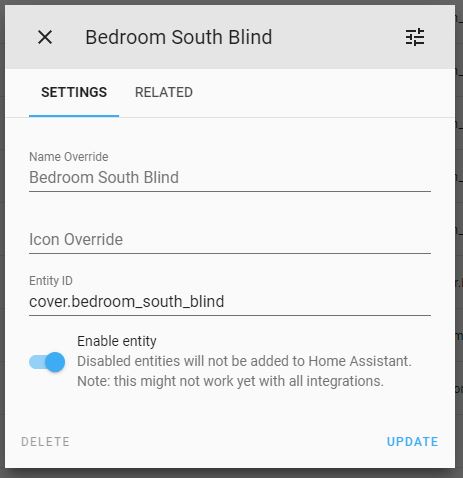 Bedroom South Blind
SETTINGS RELATED
Name Override
Bedroom South Blind
Icon Override
Entity ID
cover.bedroom_south_blind
Enable entity
Disabled entities will not be added to Home Assistant.
Note: this might not work yet with all integrations.
DELETE UPDATE